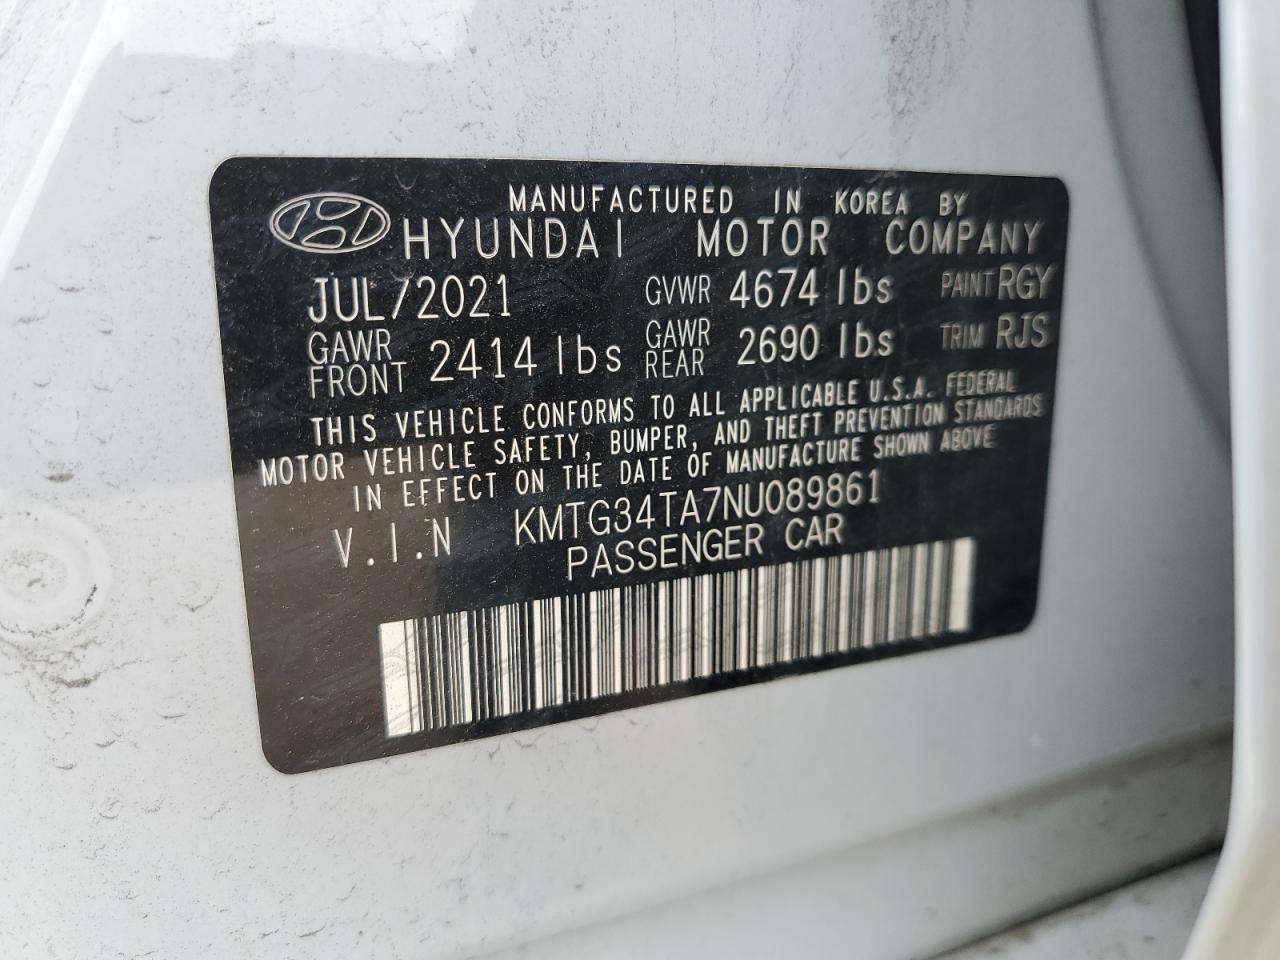 MANUFACTURED IN KOREA BY
HYUNDAI MOTOR COMPANY
JUL/2021 GVWR 4674 lbs PAINT RGY
GAWR FRONT 2414 lbs GAWR REAR 2690 lbs TRIM RJS
THIS VEHICLE CONFORMS TO ALL APPLICABLE U.S.A. FEDERAL
MOTOR VEHICLE SAFETY, BUMPER, AND THEFT PREVENTION STANDARDS
IN EFFECT ON THE DATE OF MANUFACTURE SHOWN ABOVE
V.I.N KMTG34TA7NU089861
PASSENGER CAR